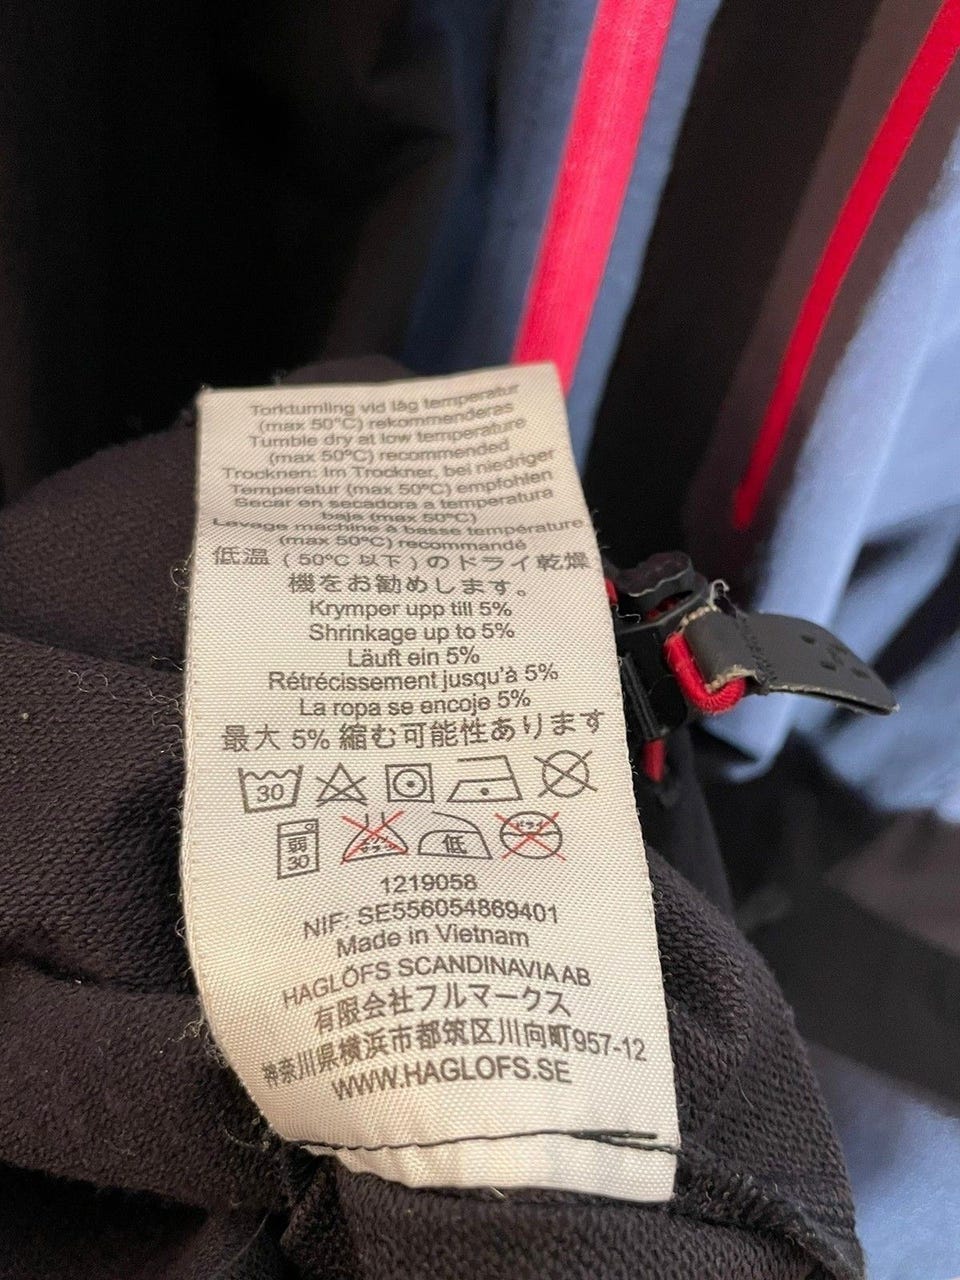 Torktumling vid låg temperatur
(max 50°C) rekommenderas
Tumble dry at low temperature
(max 50°C) recommended
Trocknen: Im Trockner, bei niedriger
Temperatur (max 50°C) empfohlen
Secar en secadora a temperatura
baja (max 50°C)
Lavage machine à basse température
(max 50°C) recommandé
低温 (50°C 以下) のドライ乾燥
機をお勧めします。
Krymper upp till 5%
Shrinkage up to 5%
Läuft ein 5%
Rétrécissement jusqu'à 5%
La ropa se encoje 5%
最大 5% 縮む可能性あります
30
弱 30 低
1219058
NIF: SE556054869401
Made in Vietnam
HAGLÖFS SCANDINAVIA AB
有限会社フルマークス
神奈川県横浜市都筑区川向町957-12
WWW.HAGLOFS.SE